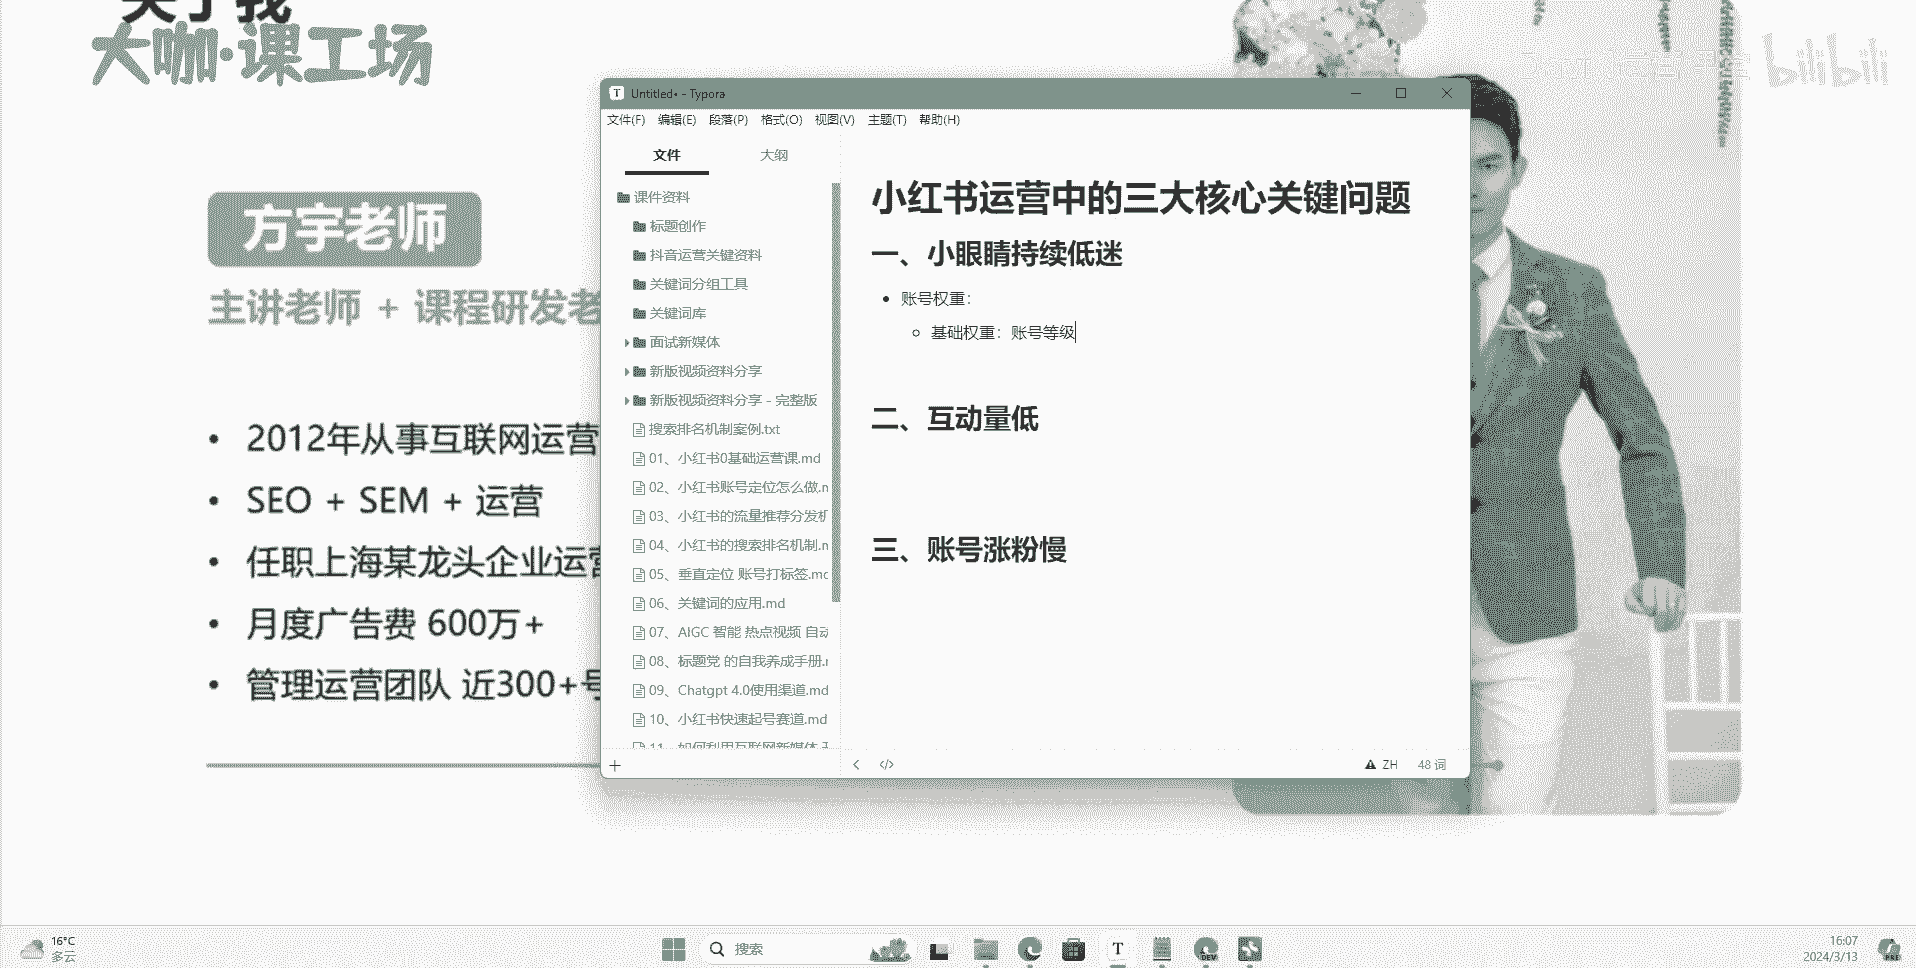 关于我
大咖·课工场
bilibili
方宇老师
主讲老师 + 课程研发老
2012年从事互联网运营
SEO + SEM + 运营
任职上海某龙头企业运营
月度广告费 600万+
管理运营团队 近300+号
Untitled• - Typora
文件(F) 编辑(E) 段落(P) 格式(O) 视图(V) 主题(T) 帮助(H)
文件 大纲
课件资料
标题创作
抖音运营关键资料
关键词分组工具
关键词库
面试新媒体
新版视频资料分享
新版视频资料分享 - 完整版
搜索排名机制案例.txt
01、小红书0基础运营课.md
02、小红书账号定位怎么做.m
03、小红书的流量推荐分发机
04、小红书的搜索排名机制.m
05、垂直定位 账号打标签.md
06、关键词的应用.md
07、AIGC 智能 热点视频 自动
08、标题党 的自我养成手册.m
09、Chatgpt 4.0使用渠道.md
10、小红书快速起号赛道.md
11、如何利用互联网新媒体
小红书运营中的三大核心关键问题
一、小眼睛持续低迷
账号权重：
基础权重：账号等级
二、互动量低
三、账号涨粉慢
ZH 48 词
16°C
多云
搜索
16:07
2024/3/13